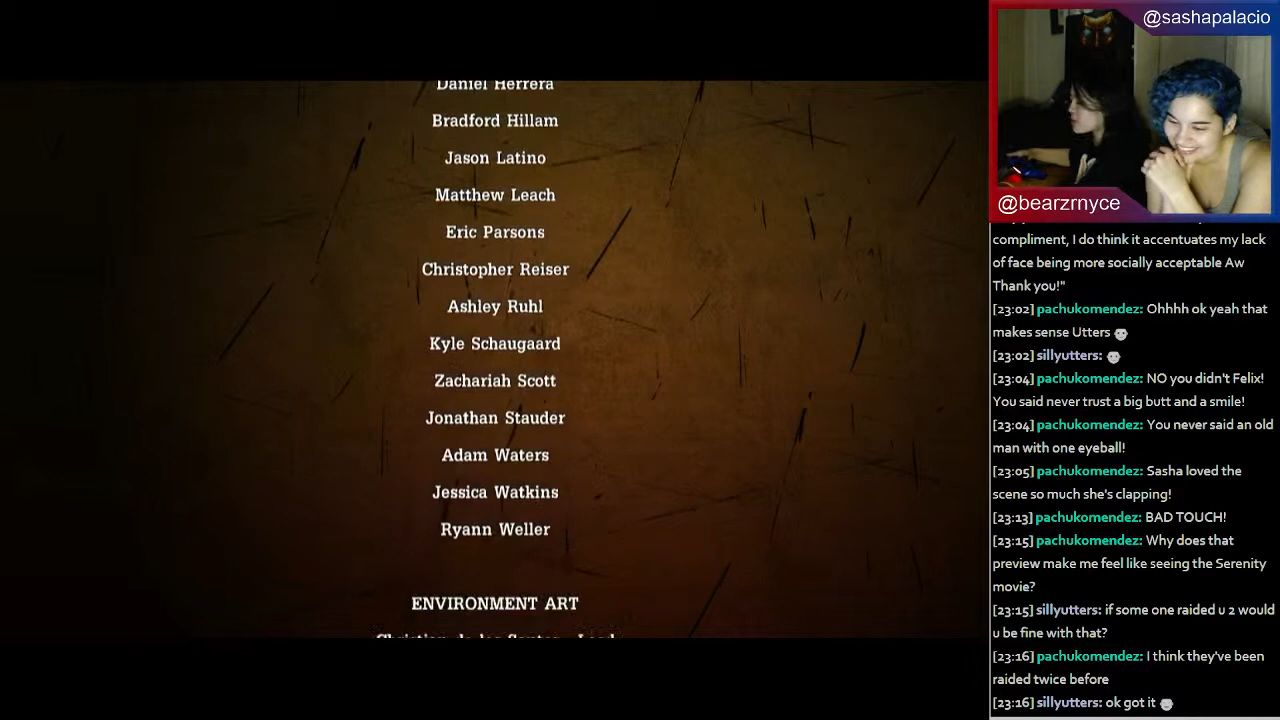 Daniel Herrera
Bradford Hillam
Jason Latino
Matthew Leach
Eric Parsons
Christopher Reiser
Ashley Ruhl
Kyle Schaugaard
Zachariah Scott
Jonathan Stauder
Adam Waters
Jessica Watkins
Ryann Weller
ENVIRONMENT ART
Christian de los Santos - Lead
@sashapalacio
@bearzrnyce
compliment, I do think it accentuates my lack
of face being more socially acceptable Aw
Thank you!"
[23:02] pachukomendez: Ohhhh ok yeah that
makes sense Utters
[23:02] sillyutters:
[23:04] pachukomendez: NO you didn't Felix!
You said never trust a big butt and a smile!
[23:04] pachukomendez: You never said an old
man with one eyeball!
[23:05] pachukomendez: Sasha loved the
scene so much she's clapping!
[23:13] pachukomendez: BAD TOUCH!
[23:15] pachukomendez: Why does that
preview make me feel like seeing the Serenity
movie?
[23:15] sillyutters: if some one raided u 2 would
u be fine with that?
[23:16] pachukomendez: I think they've been
raided twice before
[23:16] sillyutters: ok got it